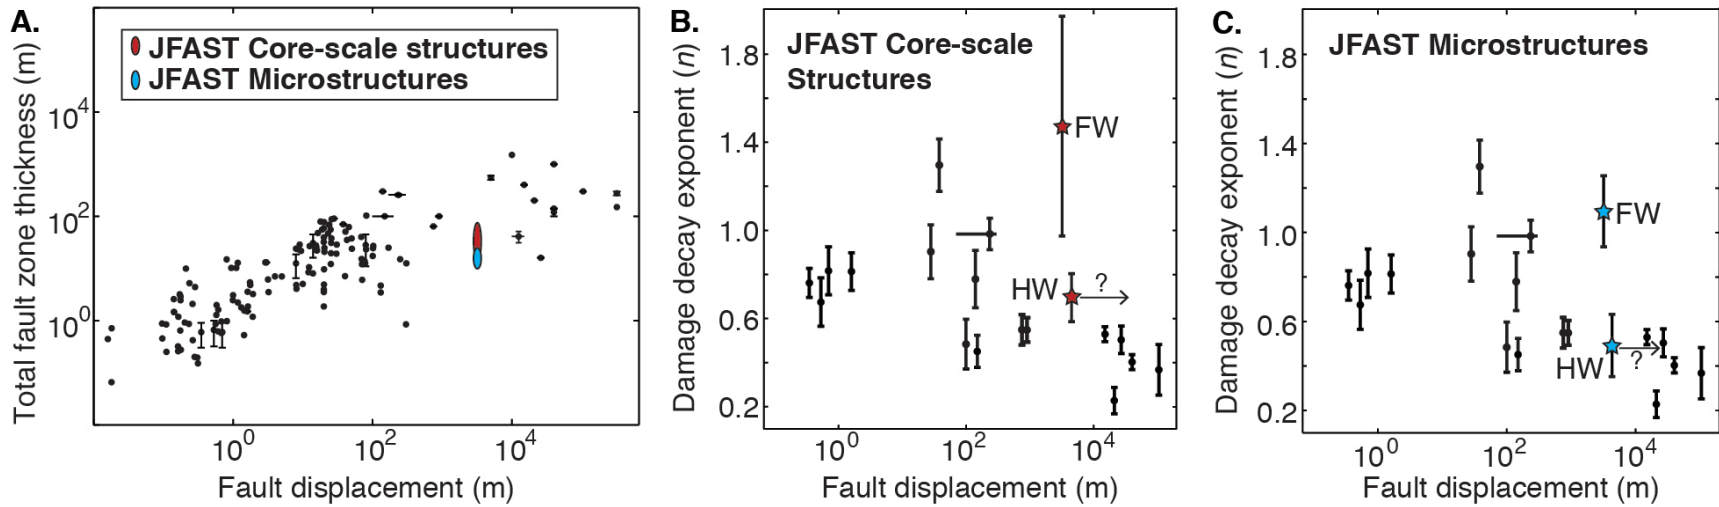 A.
Total fault zone thickness (m)
JFAST Core-scale structures
JFAST Microstructures
10^4
10^2
10^0
10^0
10^2
10^4
Fault displacement (m)
B.
Damage decay exponent (n)
JFAST Core-scale
Structures
1.8
1.4
1.0
0.6
0.2
FW
HW
?
10^0
10^2
10^4
Fault displacement (m)
C.
Damage decay exponent (n)
JFAST Microstructures
1.8
1.4
1.0
0.6
0.2
FW
HW
?
10^0
10^2
10^4
Fault displacement (m)